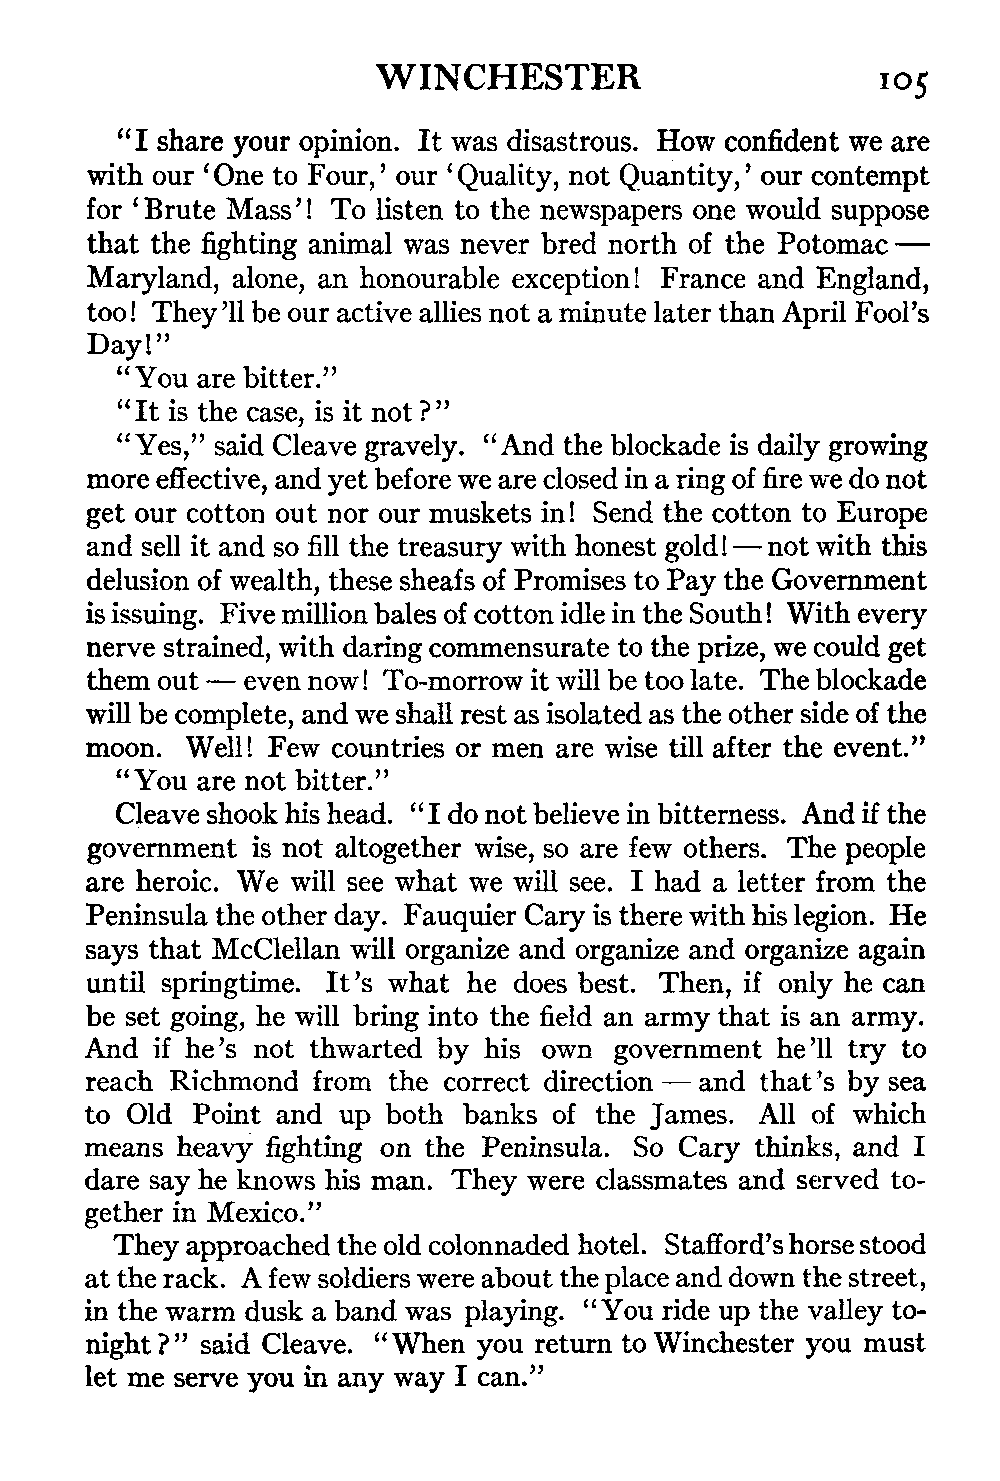 WINCHESTER 105
“I share your opinion. It was disastrous. How confident we are
with our ‘One to Four,’ our ‘Quality, not Quantity,’ our contempt
for ‘Brute Mass’! To listen to the newspapers one would suppose
that the fighting animal was never bred north of the Potomac —
Maryland, alone, an honourable exception! France and England,
too! They’ll be our active allies not a minute later than April Fool’s
Day!”
“You are bitter.”
“It is the case, is it not?”
“Yes,” said Cleave gravely. “And the blockade is daily growing
more effective, and yet before we are closed in a ring of fire we do not
get our cotton out nor our muskets in! Send the cotton to Europe
and sell it and so fill the treasury with honest gold! — not with this
delusion of wealth, these sheafs of Promises to Pay the Government
is issuing. Five million bales of cotton idle in the South! With every
nerve strained, with daring commensurate to the prize, we could get
them out — even now! To-morrow it will be too late. The blockade
will be complete, and we shall rest as isolated as the other side of the
moon. Well! Few countries or men are wise till after the event.”
“You are not bitter.”
Cleave shook his head. “I do not believe in bitterness. And if the
government is not altogether wise, so are few others. The people
are heroic. We will see what we will see. I had a letter from the
Peninsula the other day. Fauquier Cary is there with his legion. He
says that McClellan will organize and organize and organize again
until springtime. It’s what he does best. Then, if only he can
be set going, he will bring into the field an army that is an army.
And if he’s not thwarted by his own government he’ll try to
reach Richmond from the correct direction — and that’s by sea
to Old Point and up both banks of the James. All of which
means heavy fighting on the Peninsula. So Cary thinks, and I
dare say he knows his man. They were classmates and served to-
gether in Mexico.”
They approached the old colonnaded hotel. Stafford’s horse stood
at the rack. A few soldiers were about the place and down the street,
in the warm dusk a band was playing. “You ride up the valley to-
night?” said Cleave. “When you return to Winchester you must
let me serve you in any way I can.”